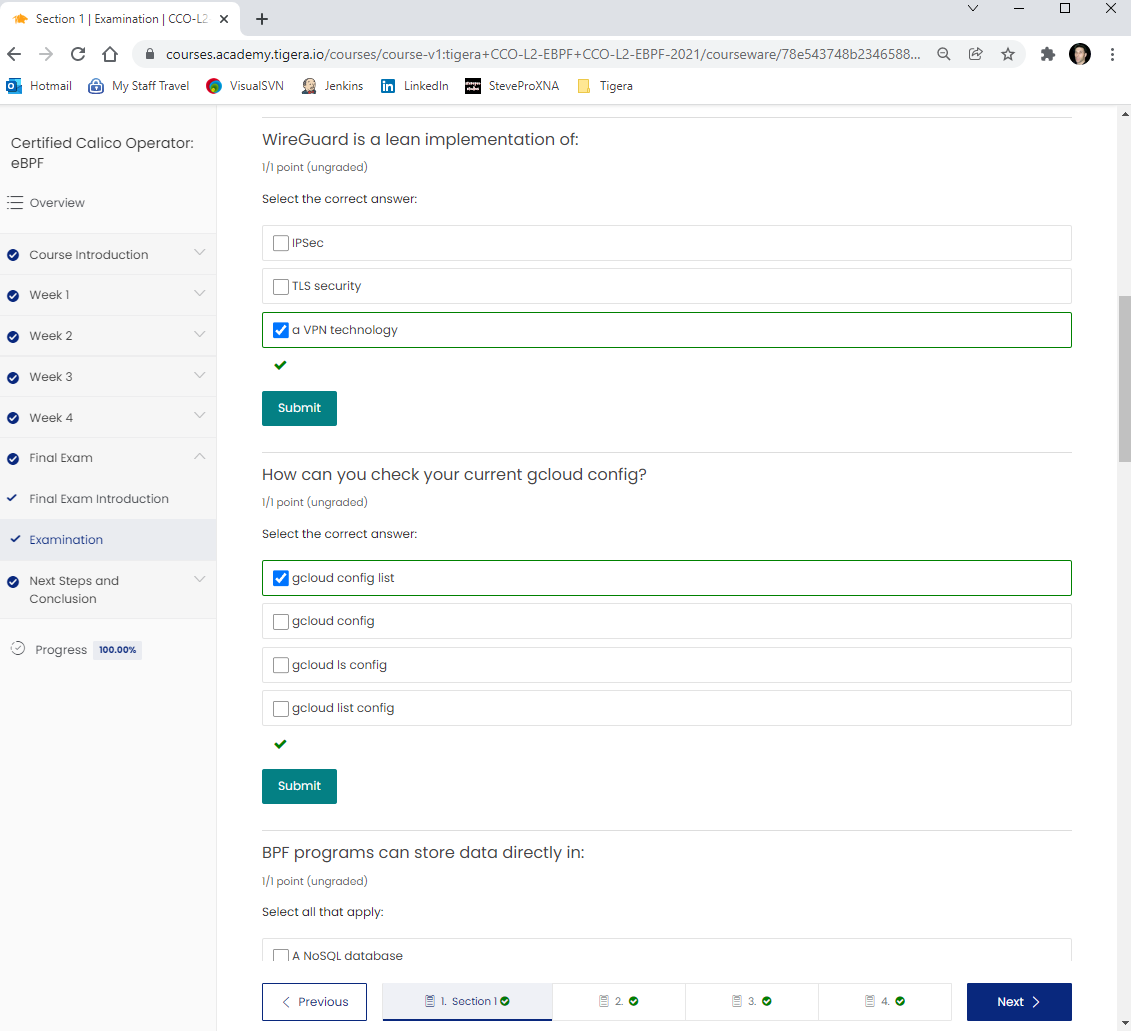 Section 1 | Examination | CCO-L2
courses.academy.tigera.io/courses/course-v1:tigera+CCO-L2-EBPF+CCO-L2-EBPF-2021/courseware/78e543748b2346588...
Hotmail My Staff Travel VisualSVN Jenkins LinkedIn SteveProXNA Tigera
Certified Calico Operator:
eBPF
Overview
Course Introduction
Week 1
Week 2
Week 3
Week 4
Final Exam
Final Exam Introduction
Examination
Next Steps and
Conclusion
Progress 100.00%
WireGuard is a lean implementation of:
1/1 point (ungraded)
Select the correct answer:
IPSec
TLS security
a VPN technology
Submit
How can you check your current gcloud config?
1/1 point (ungraded)
Select the correct answer:
gcloud config list
gcloud config
gcloud ls config
gcloud list config
Submit
BPF programs can store data directly in:
1/1 point (ungraded)
Select all that apply:
A NoSQL database
Previous 1. Section 1 2. 3. 4. Next